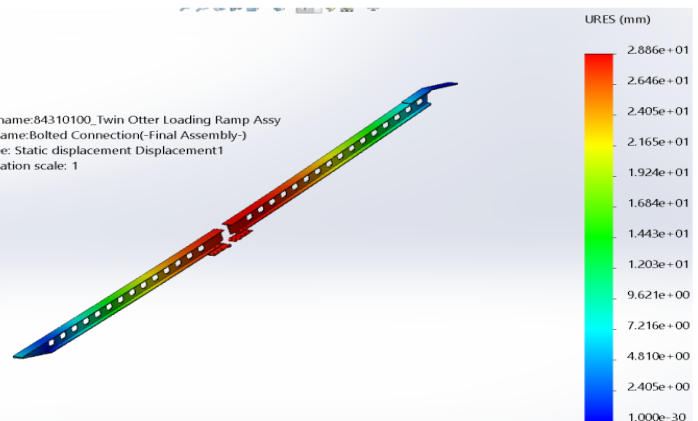 URES (mm)
name:84310100_Twin Otter Loading Ramp Assy
ame:Bolted Connection(-Final Assembly-)
e: Static displacement Displacement1
ation scale: 1
2.886e+01
2.646e+01
2.405e+01
2.165e+01
1.924e+01
1.684e+01
1.443e+01
1.203e+01
9.621e+00
7.216e+00
4.810e+00
2.405e+00
1.000e-30